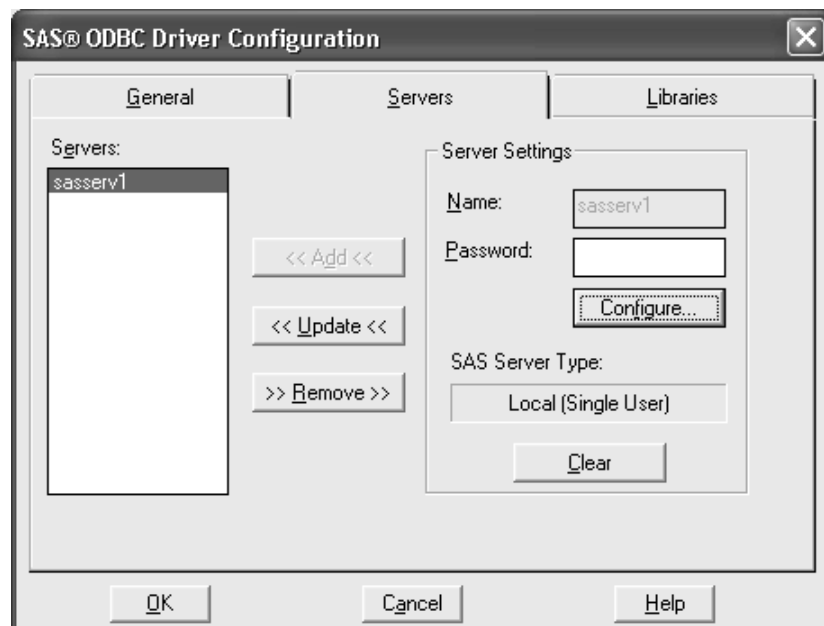 SAS® ODBC Driver Configuration
General
Servers
Libraries
Servers:
sasserv1
<< Add <<
<< Update <<
>> Remove >>
Server Settings
Name:
sasserv1
Password:
Configure...
SAS Server Type:
Local (Single User)
Clear
OK
Cancel
Help